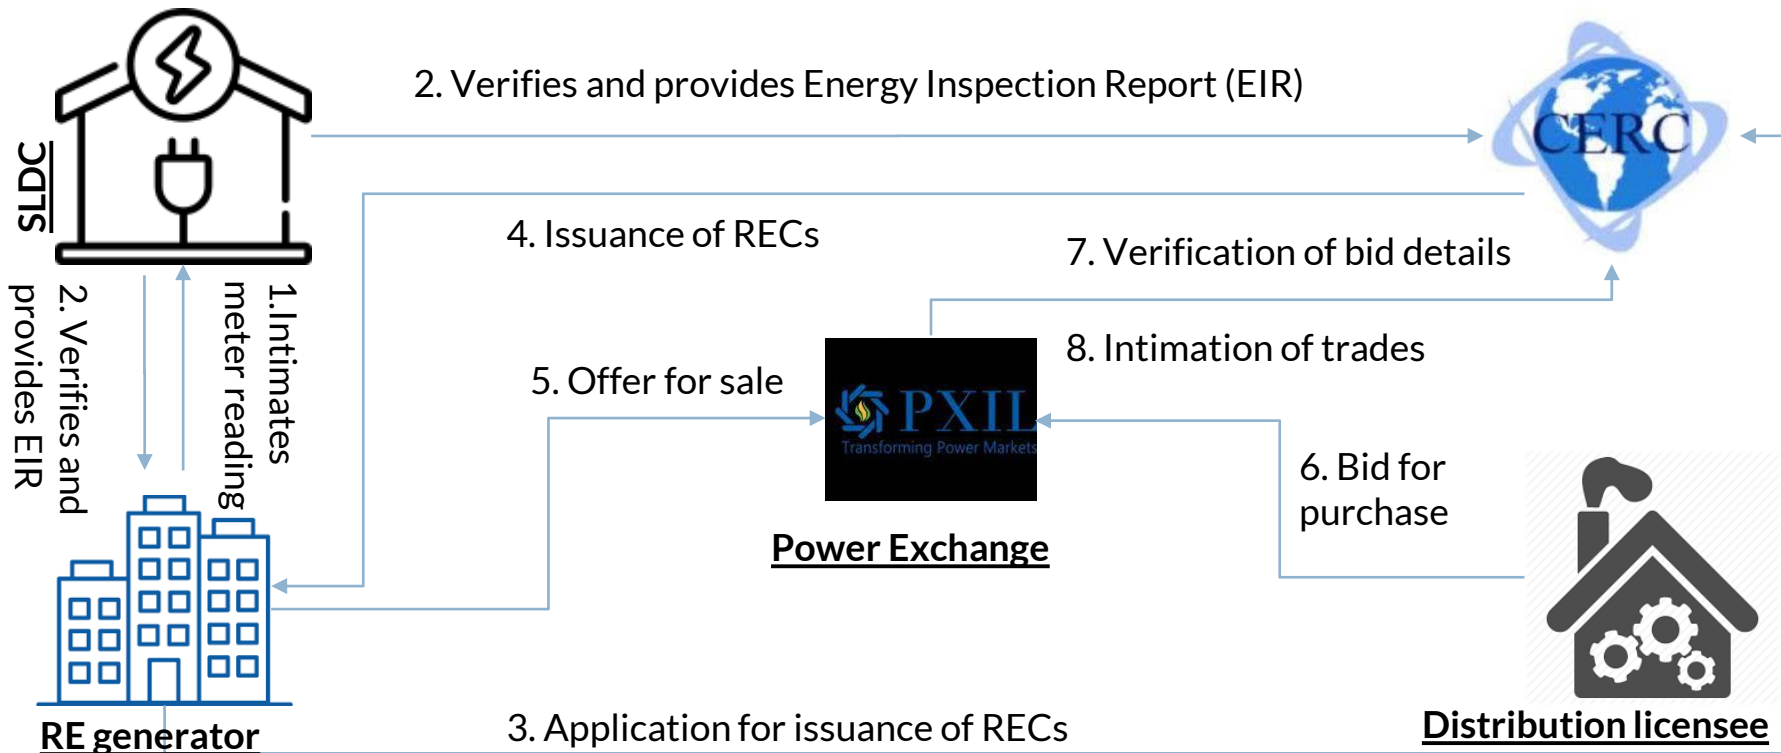 2. Verifies and provides Energy Inspection Report (EIR)
SLDC
CERC
4. Issuance of RECs
7. Verification of bid details
1.Intimates
meter reading
2. Verifies and
provides EIR
8. Intimation of trades
5. Offer for sale
PXIL
Transforming Power Markets
6. Bid for
purchase
Power Exchange
3. Application for issuance of RECs
RE generator
Distribution licensee